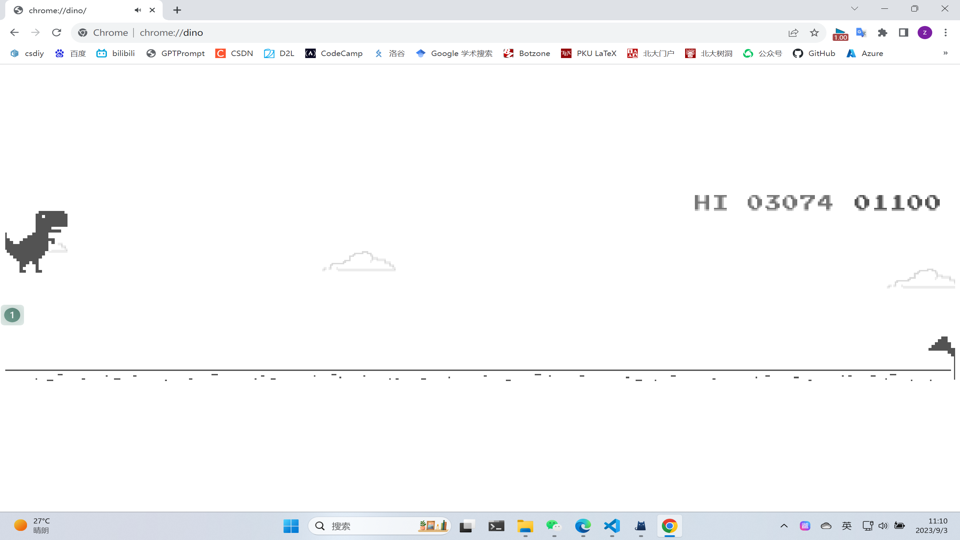 chrome://dino/
Chrome | chrome://dino
1.00
z
csdiy 百度 bilibili GPTPrompt CSDN D2L CodeCamp 洛谷 Google 学术搜索 Botzone PKU LaTeX 北大门户 北大树洞 公众号 GitHub Azure »
HI 03074 01100
1
27°C
晴朗
搜索
英
11:10
2023/9/3